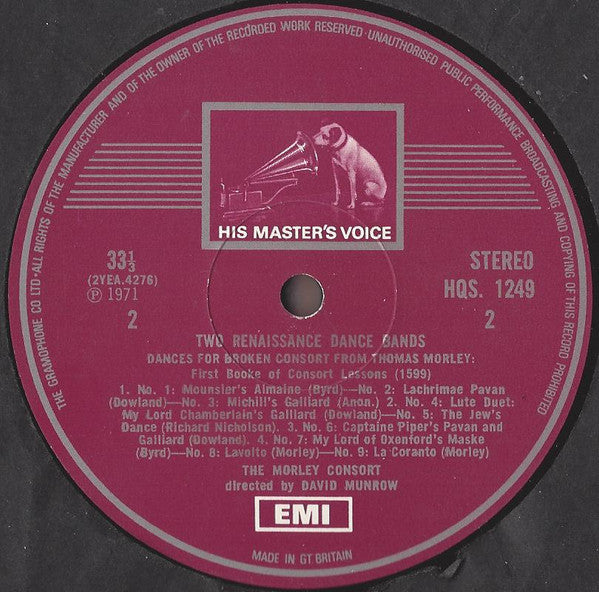 THE GRAMOPHONE CO LTD · ALL RIGHTS OF THE MANUFACTURER AND OF THE OWNER OF THE RECORDED WORK RESERVED · UNAUTHORISED PUBLIC PERFORMANCE BROADCASTING AND COPYING OF THIS RECORD PROHIBITED
HIS MASTER'S VOICE
33⅓
(2YEA.4276)
Ⓟ 1971
2
STEREO
HQS. 1249
2
TWO RENAISSANCE DANCE BANDS
DANCES FOR BROKEN CONSORT FROM THOMAS MORLEY:
First Booke of Consort Lessons (1599)
1. No. 1: Mounsier's Almaine (Byrd)—No. 2: Lachrimae Pavan
(Dowland)—No. 3: Michill's Galliard (Anon.) 2. No. 4: Lute Duet:
My Lord Chamberlain's Galliard (Dowland)—No. 5: The Jew's
Dance (Richard Nicholson). 3. No. 6: Captaine Piper's Pavan and
Galliard (Dowland). 4. No. 7: My Lord of Oxenford's Maske
(Byrd)—No. 8: Lavolto (Morley)—No. 9: La Coranto (Morley)
THE MORLEY CONSORT
directed by DAVID MUNROW
EMI
MADE IN GT BRITAIN